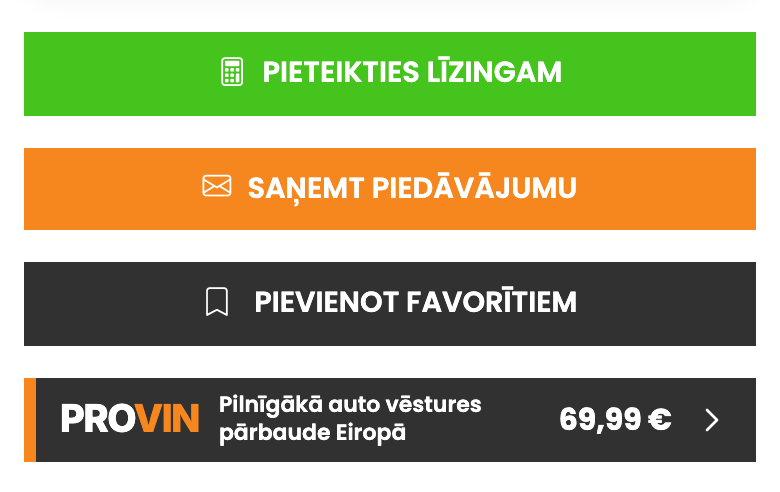 PIETEIKTIES LĪZINGAM
SAŅEMT PIEDĀVĀJUMU
PIEVIENOT FAVORĪTIEM
PROVIN
Pilnīgākā auto vēstures
pārbaude Eiropā
69,99 €